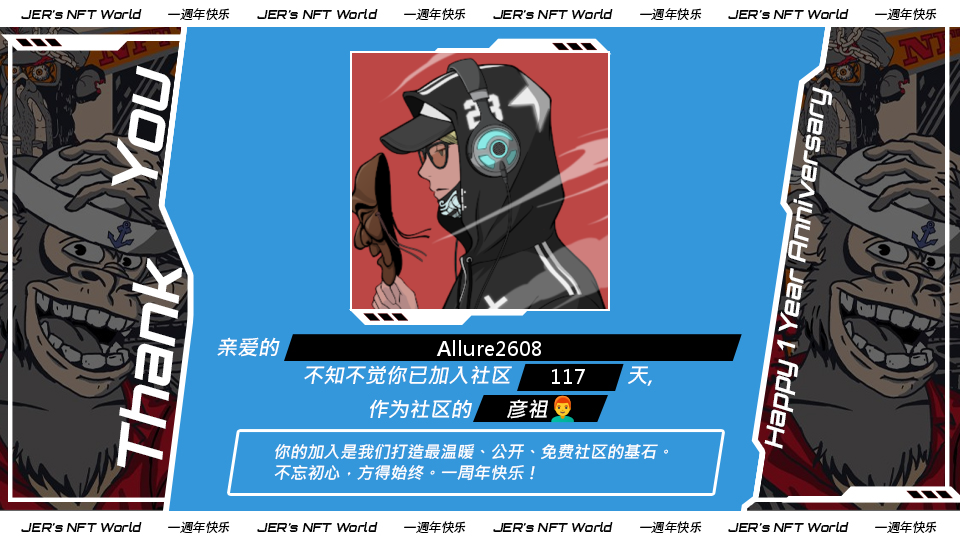 JER's NFT World 一週年快乐 JER's NFT World 一週年快乐 JER's NFT World 一週年快乐 JER's NFT World 一週年快乐
Thank You
23
亲爱的 Allure2608
不知不觉你已加入社区 117 天,
作为社区的 彦祖👨‍🦰
你的加入是我们打造最温暖、公开、免费社区的基石。
不忘初心，方得始终。一周年快乐！
Happy 1 Year Anniversary
JER's NFT World 一週年快乐 JER's NFT World 一週年快乐 JER's NFT World 一週年快乐 JER's NFT World 一週年快乐